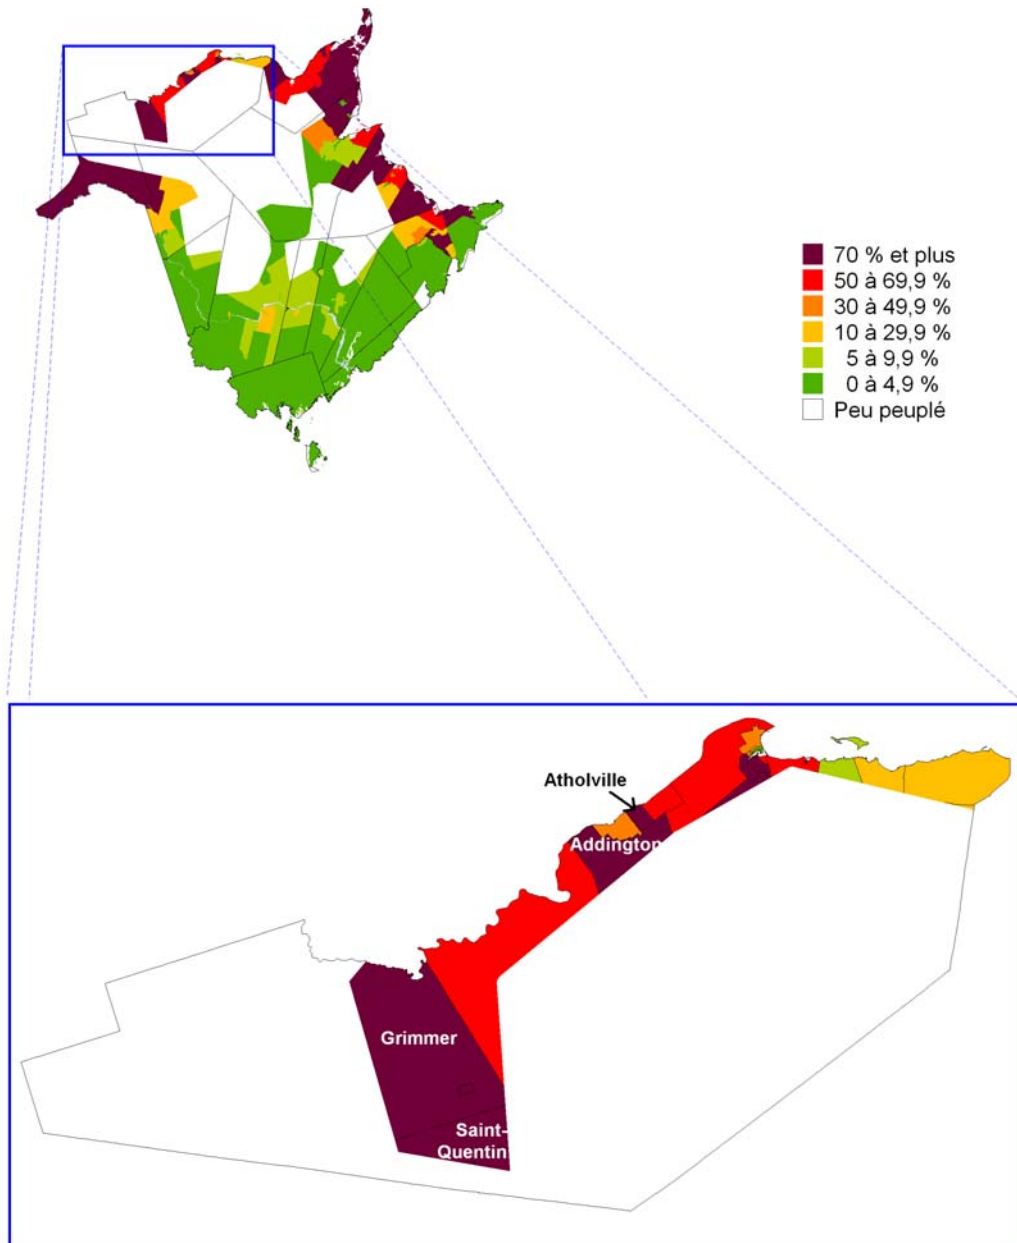 70 % et plus
50 à 69,9 %
30 à 49,9 %
10 à 29,9 %
5 à 9,9 %
0 à 4,9 %
Peu peuplé
Atholville
Addington
Grimmer
Saint-
Quentin